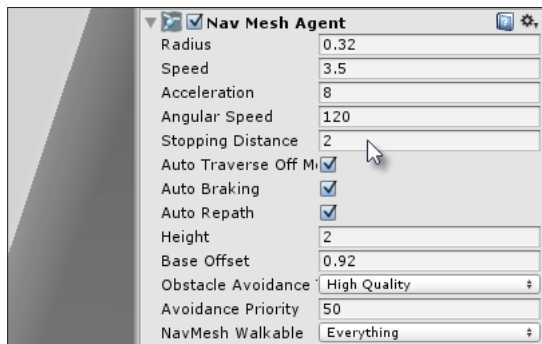 Nav Mesh Agent
Radius 0.32
Speed 3.5
Acceleration 8
Angular Speed 120
Stopping Distance 2
Auto Traverse Off M
Auto Braking
Auto Repath
Height 2
Base Offset 0.92
Obstacle Avoidance High Quality
Avoidance Priority 50
NavMesh Walkable Everything